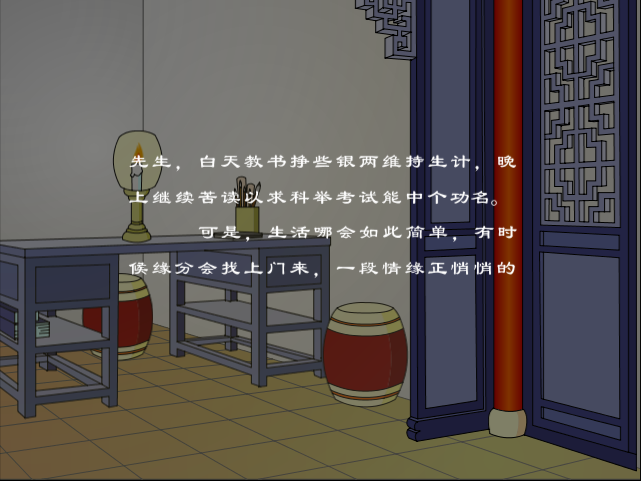 先生，白天教书挣些银两维持生计，晚
上继续苦读以求科举考试能中个功名。
可是，生活哪会如此简单，有时
候缘分会找上门来，一段情缘正悄悄的